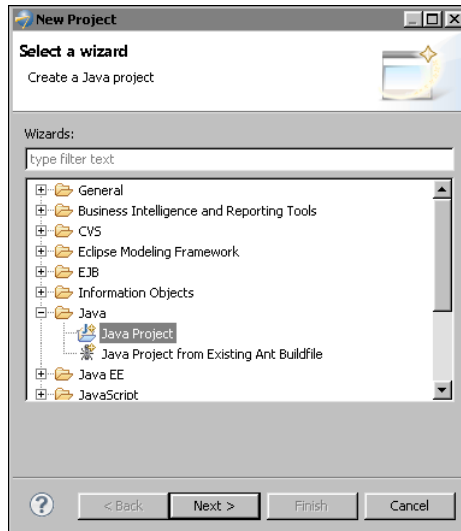 New Project
Select a wizard
Create a Java project
Wizards:
type filter text
General
Business Intelligence and Reporting Tools
CVS
Eclipse Modeling Framework
EJB
Information Objects
Java
Java Project
Java Project from Existing Ant Buildfile
Java EE
JavaScript
?
< Back
Next >
Finish
Cancel